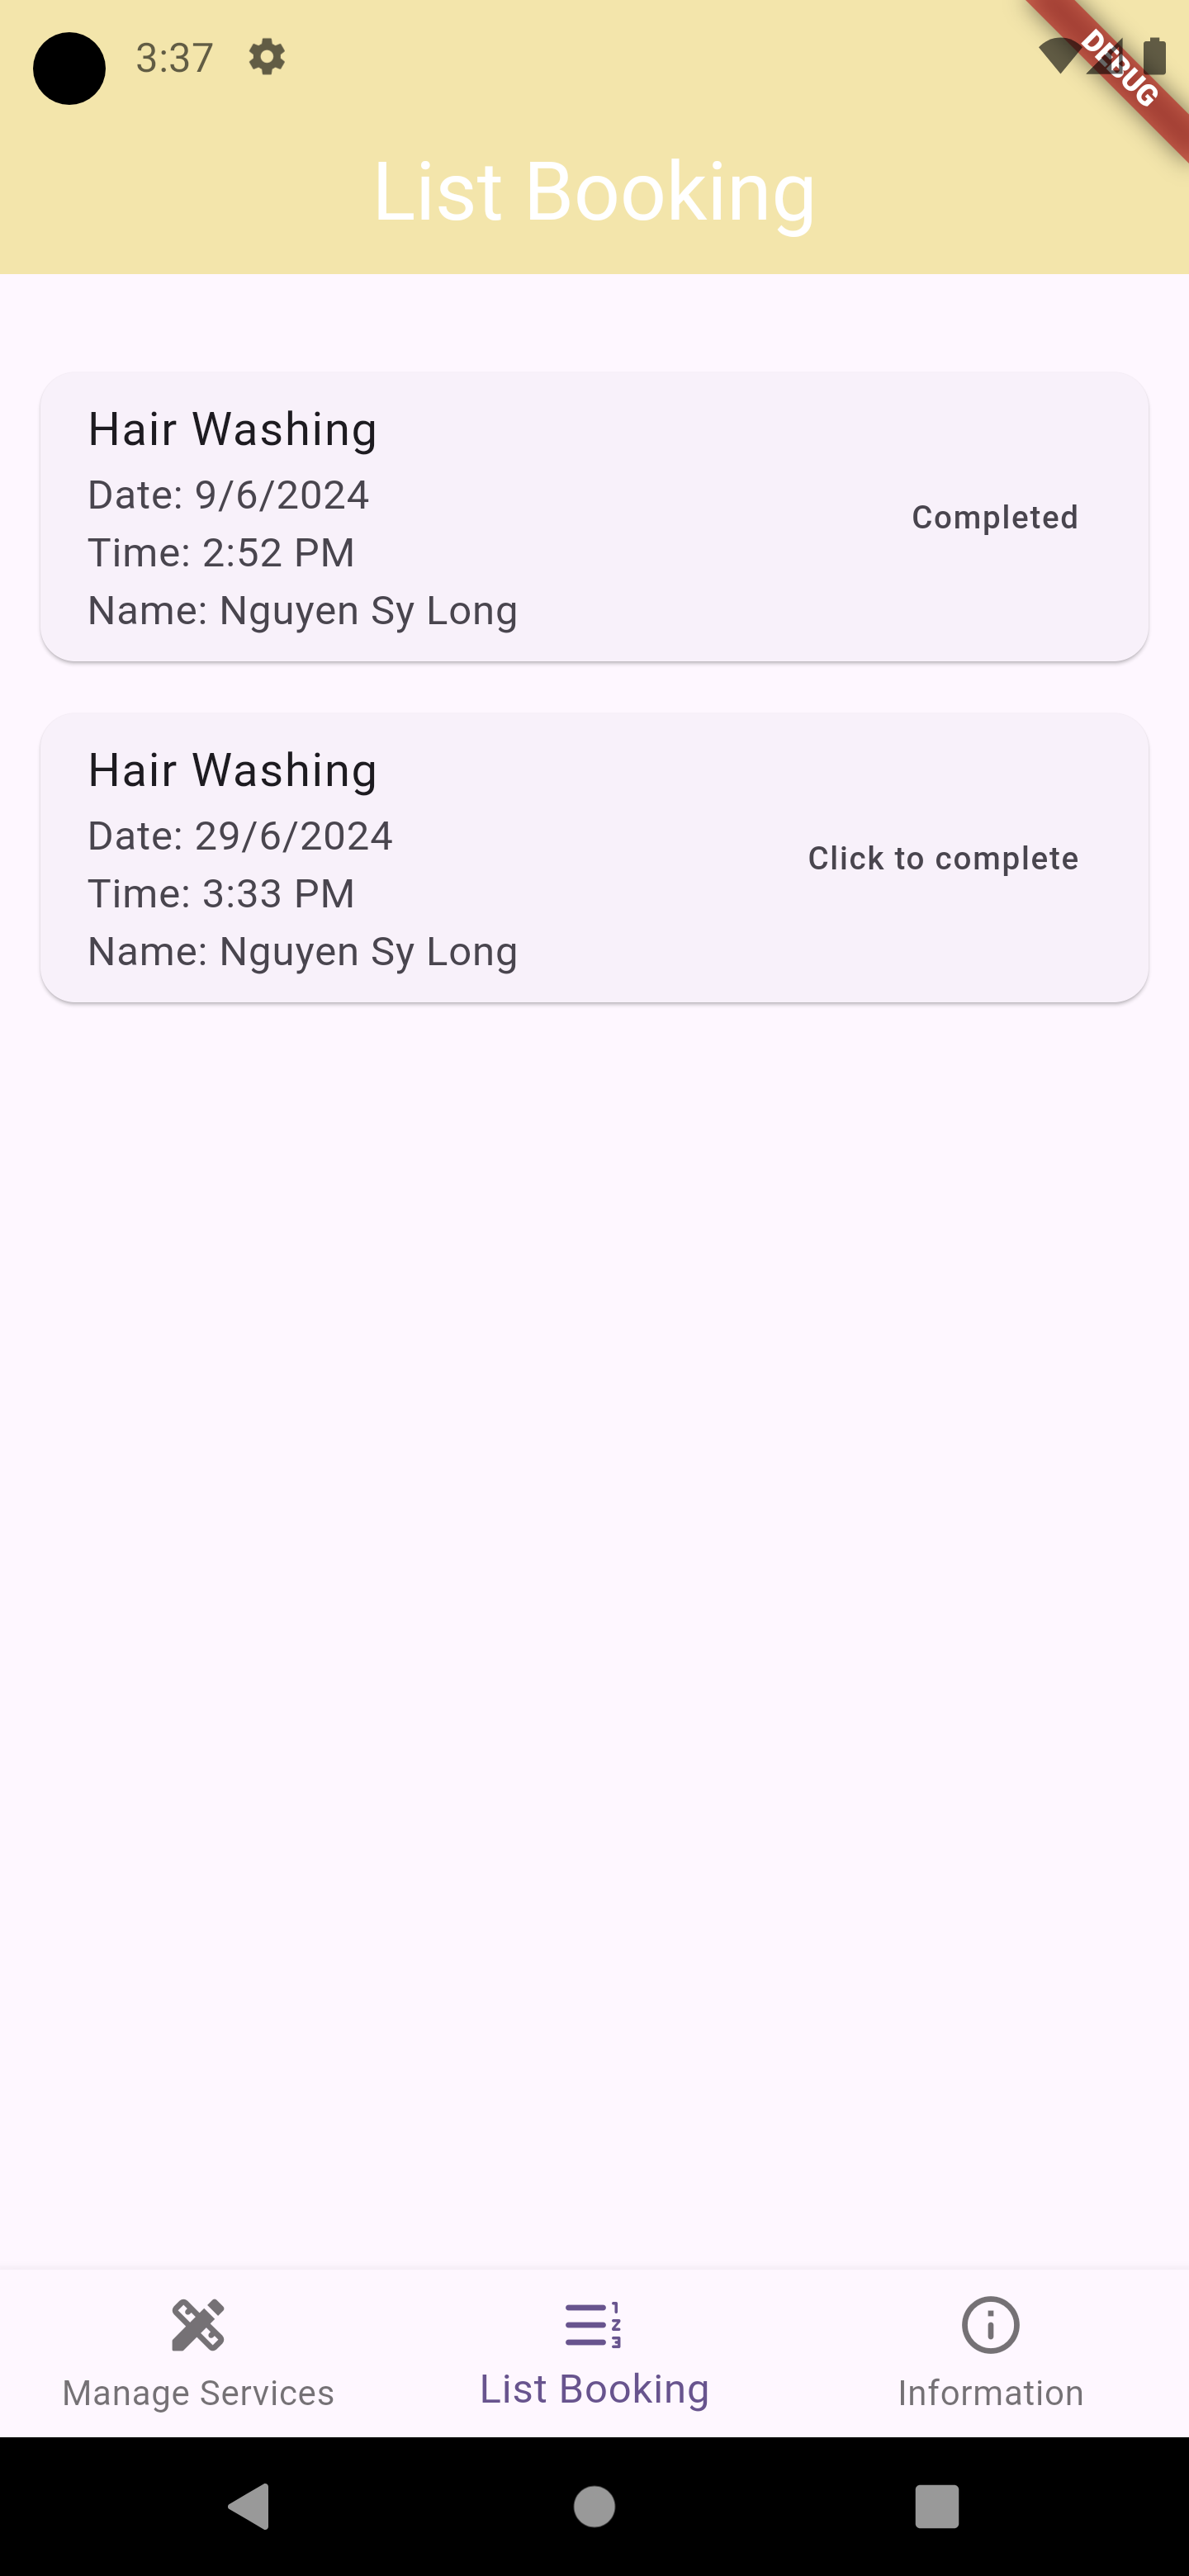 3:37
DEBUG
List Booking
Hair Washing
Date: 9/6/2024
Time: 2:52 PM
Name: Nguyen Sy Long
Completed
Hair Washing
Date: 29/6/2024
Time: 3:33 PM
Name: Nguyen Sy Long
Click to complete
Manage Services
List Booking
Information